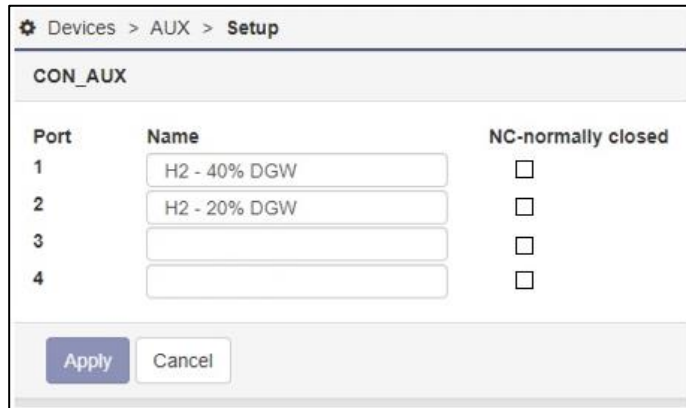 Devices > AUX > Setup
CON_AUX
Port Name NC-normally closed
1 H2 - 40% DGW
2 H2 - 20% DGW
3
4
Apply Cancel